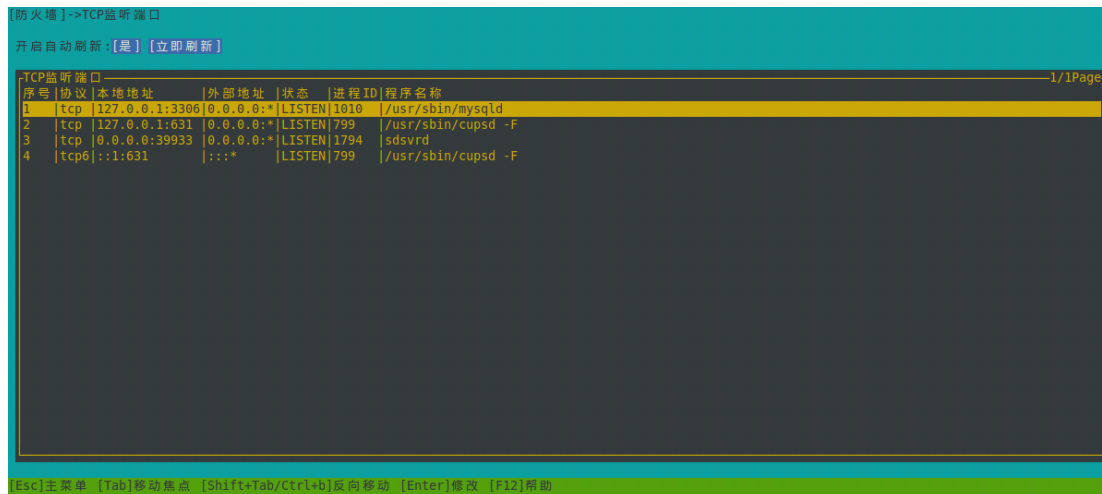 [防火墙]->TCP监听端口
开启自动刷新:[是] [立即刷新]
TCP监听端口 1/1Page
序号|协议|本地地址 |外部地址 |状态 |进程ID|程序名称
1 |tcp |127.0.0.1:3306|0.0.0.0:*|LISTEN|1010 |/usr/sbin/mysqld
2 |tcp |127.0.0.1:631 |0.0.0.0:*|LISTEN|799 |/usr/sbin/cupsd -F
3 |tcp |0.0.0.0:39933 |0.0.0.0:*|LISTEN|1794 |sdsvrd
4 |tcp6|::1:631 |:::* |LISTEN|799 |/usr/sbin/cupsd -F
[Esc]主菜单 [Tab]移动焦点 [Shift+Tab/Ctrl+b]反向移动 [Enter]修改 [F12]帮助